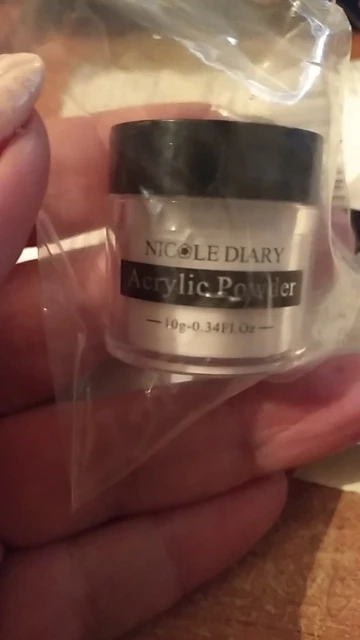 NICOLE DIARY
Acrylic Powder
10g-0.34Fl.Oz